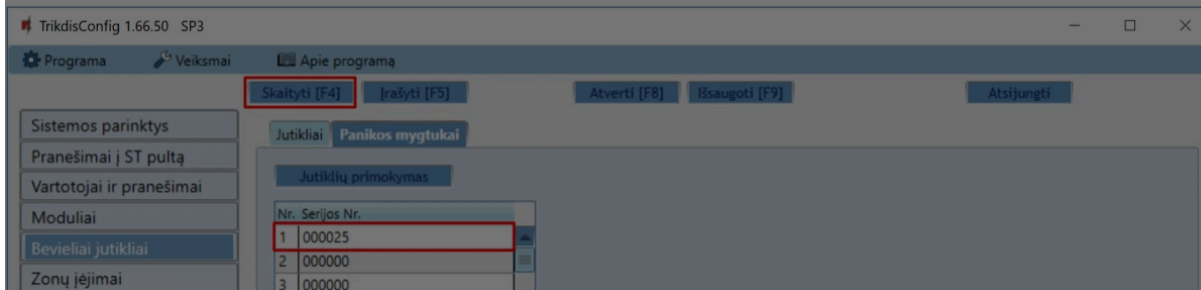 TrikdisConfig 1.66.50 SP3
Programa Veiksmai Apie programą
Skaityti [F4] Įrašyti [F5] Atverti [F8] Išsaugoti [F9] Atsijungti
Sistemos parinktys
Pranešimai į ST pultą
Vartotojai ir pranešimai
Moduliai
Bevieliai jutikliai
Zonų įėjimai
Jutikliai Panikos mygtukai
Jutiklių primokymas
Nr. Serijos Nr.
1 000025
2 000000
3 000000